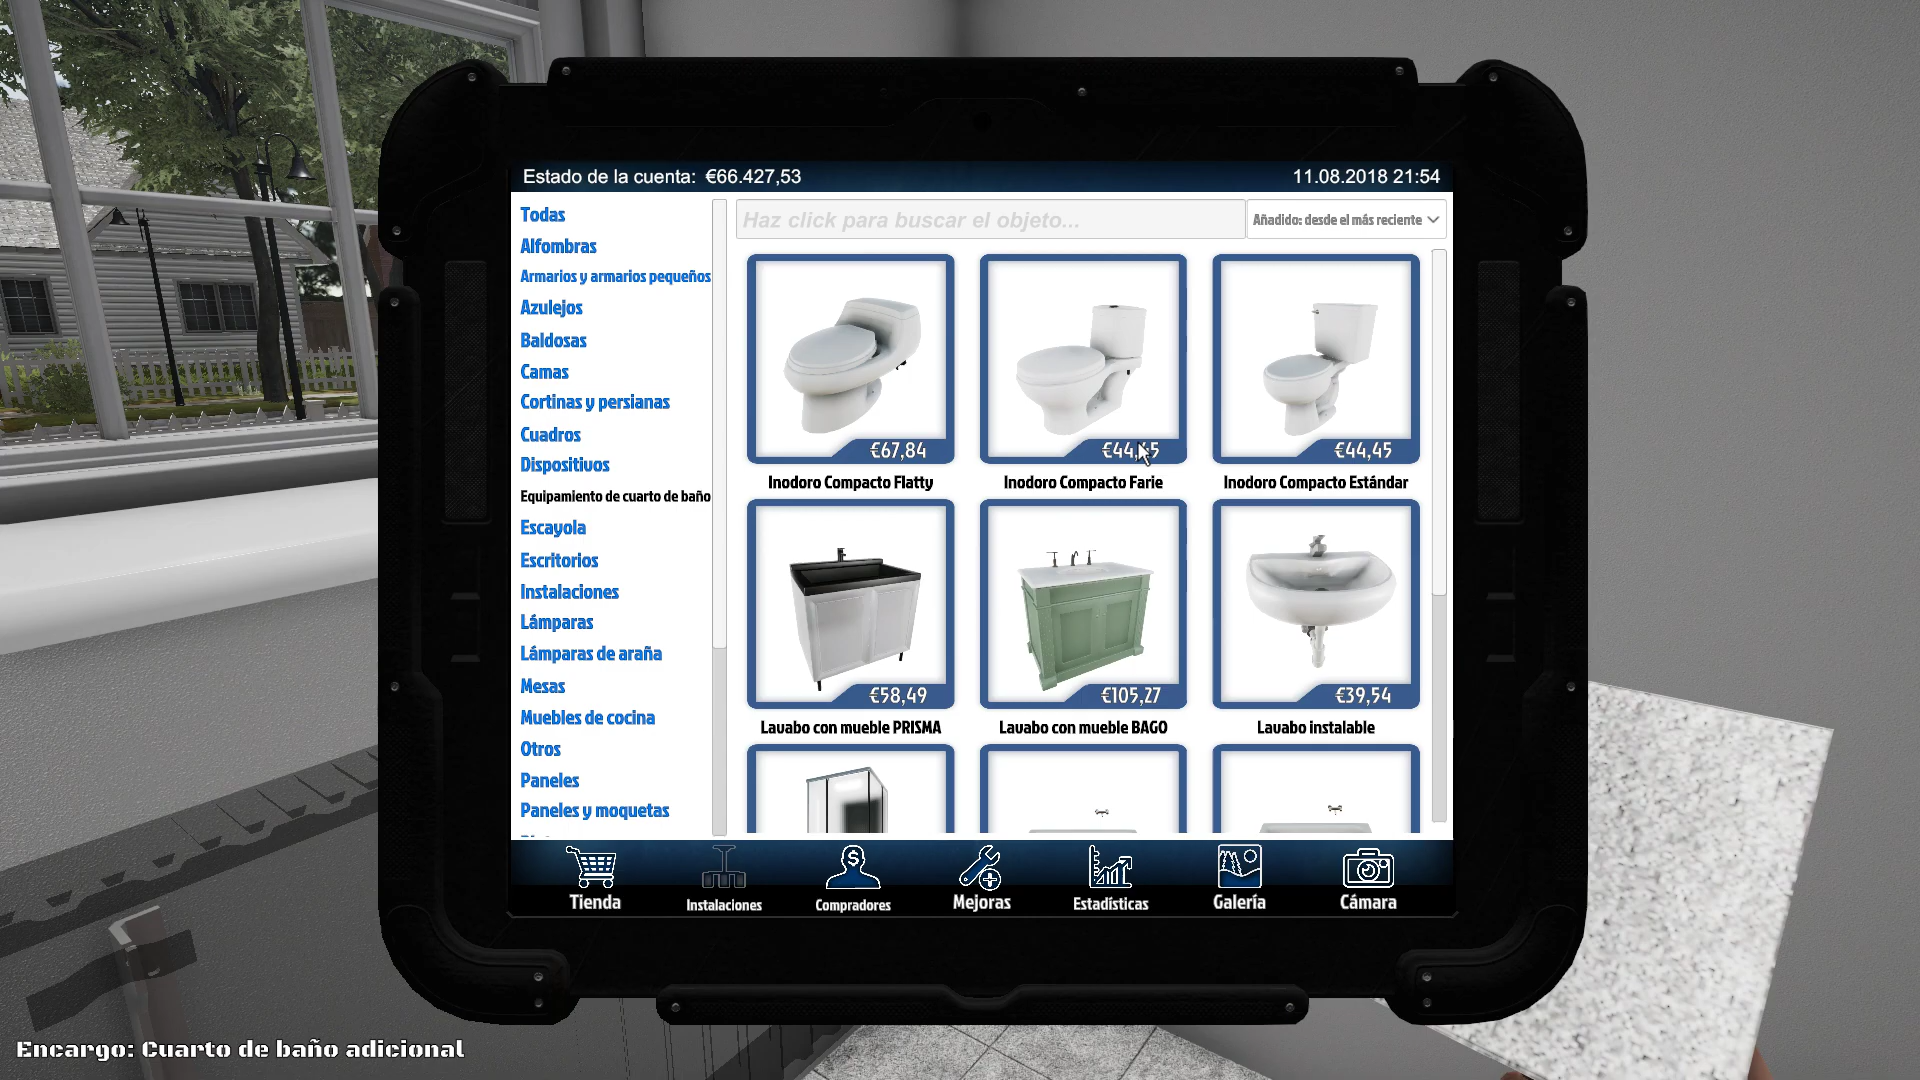 Estado de la cuenta: €66.427,53
11.08.2018 21:54
Todas
Alfombras
Armarios y armarios pequeños
Azulejos
Baldosas
Camas
Cortinas y persianas
Cuadros
Dispositivos
Equipamiento de cuarto de baño
Escayola
Escritorios
Instalaciones
Lámparas
Lámparas de araña
Mesas
Muebles de cocina
Otros
Paneles
Paneles y moquetas
Haz click para buscar el objeto...
Añadido: desde el más reciente
€67,84
€44,45
€44,45
Inodoro Compacto Flatty
Inodoro Compacto Farie
Inodoro Compacto Estándar
€58,49
€105,27
€39,54
Lavabo con mueble PRISMA
Lavabo con mueble BAGO
Lavabo instalable
Tienda
Instalaciones
Compradores
Mejoras
Estadísticas
Galería
Cámara
Encargo: Cuarto de baño adicional